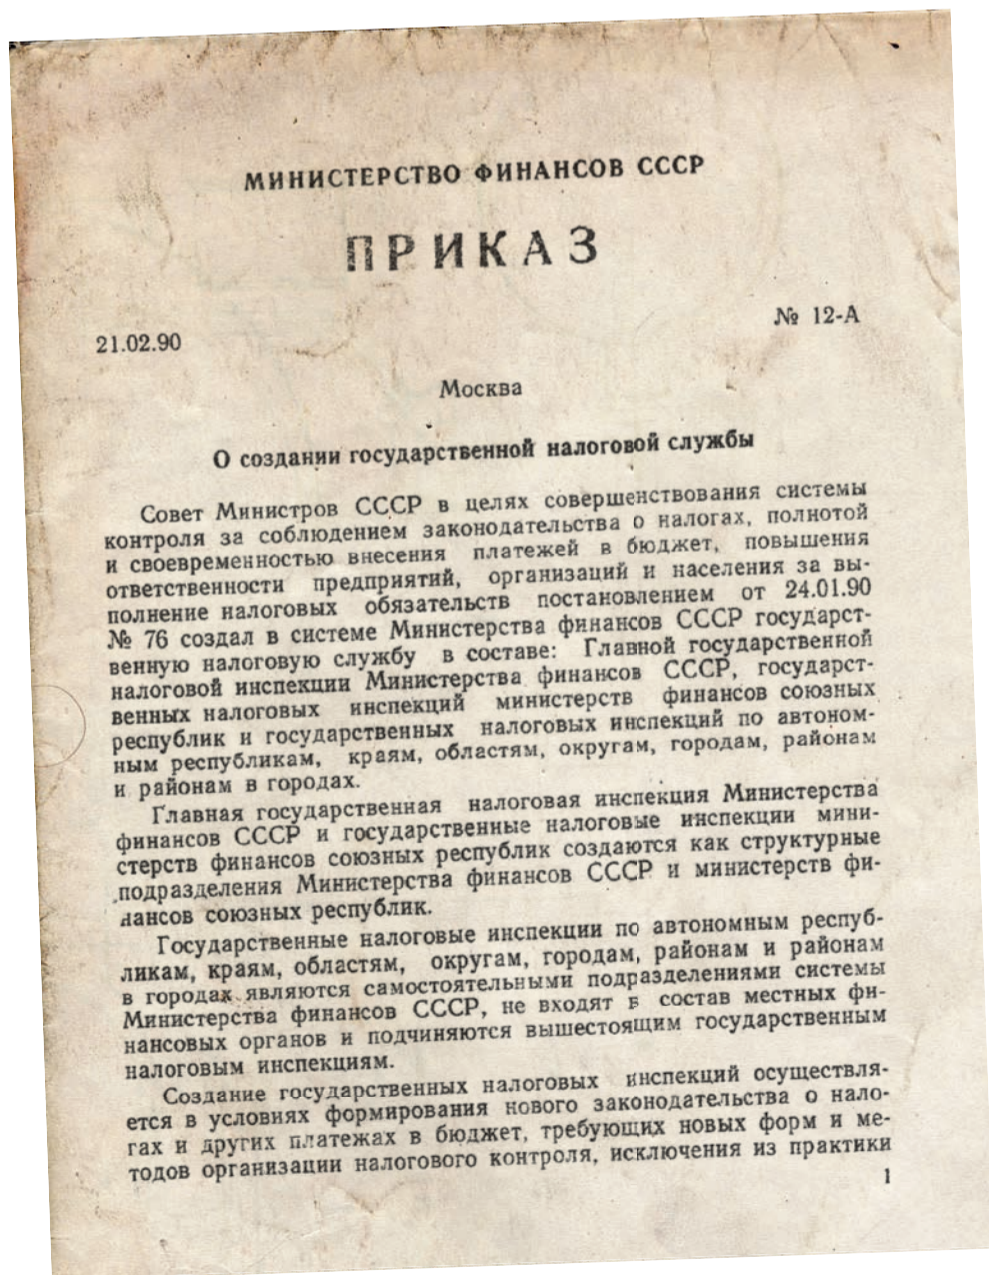 МИНИСТЕРСТВО ФИНАНСОВ СССР
ПРИКАЗ
21.02.90
№ 12-А
Москва
О создании государственной налоговой службы
Совет Министров СССР в целях совершенствования системы
контроля за соблюдением законодательства о налогах, полнотой
и своевременностью внесения платежей в бюджет, повышения
ответственности предприятий, организаций и населения за вы-
полнение налоговых обязательств постановлением от 24.01.90
№ 76 создал в системе Министерства финансов СССР государст-
венную налоговую службу в составе: Главной государственной
налоговой инспекции Министерства финансов СССР, государст-
венных налоговых инспекций министерств финансов союзных
республик и государственных налоговых инспекций по автоном-
ным республикам, краям, областям, округам, городам, районам
и районам в городах.
Главная государственная налоговая инспекция Министерства
финансов СССР и государственные налоговые инспекции мини-
стерств финансов союзных республик создаются как структурные
подразделения Министерства финансов СССР и министерств фи-
нансов союзных республик.
Государственные налоговые инспекции по автономным респуб-
ликам, краям, областям, округам, городам, районам и районам
в городах являются самостоятельными подразделениями системы
Министерства финансов СССР, не входят в состав местных фи-
нансовых органов и подчиняются вышестоящим государственным
налоговым инспекциям.
Создание государственных налоговых инспекций осуществля-
ется в условиях формирования нового законодательства о нало-
гах и других платежах в бюджет, требующих новых форм и ме-
тодов организации налогового контроля, исключения из практики
1